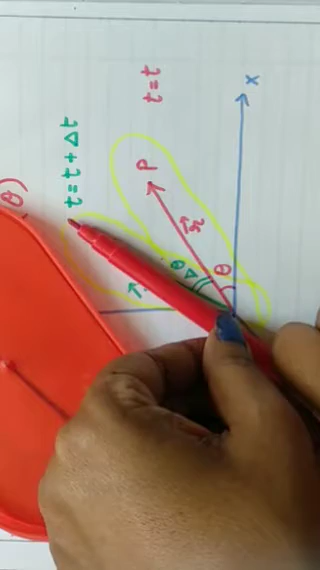 θ)
t = t + Δt
t = t
P
r⃗
Δθ
θ
x